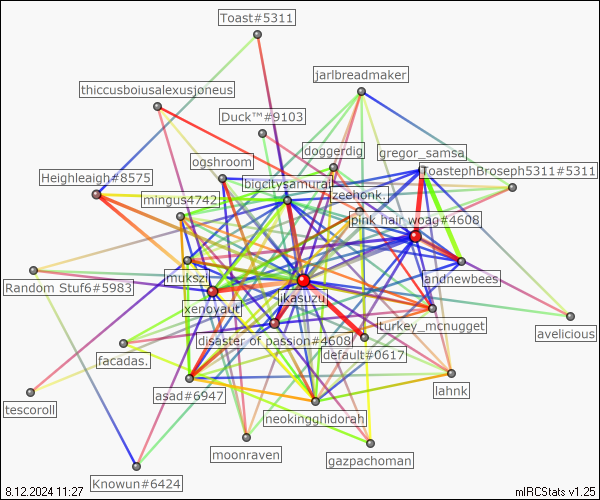 Toast#5311
jarlbreadmaker
thiccusboiusalexusjoneus
Duck™#9103
doggerdig
gregor_samsa
ogshroom
ToastephBroseph5311#5311
Heighleaigh#8575
bigcitysamurai
zeehonk.
mingus4742
pink hair woag#4608
mukszi
andnewbees
Random Stuf6#5983
ikasuzu
xenovaut
turkey_mcnugget
avelicious
disaster of passion#4608
default#0617
facadas.
lahnk
asad#6947
tescoroll
neokingghidorah
moonraven
gazpachoman
Knowun#6424
8.12.2024 11:27
mIRCStats v1.25